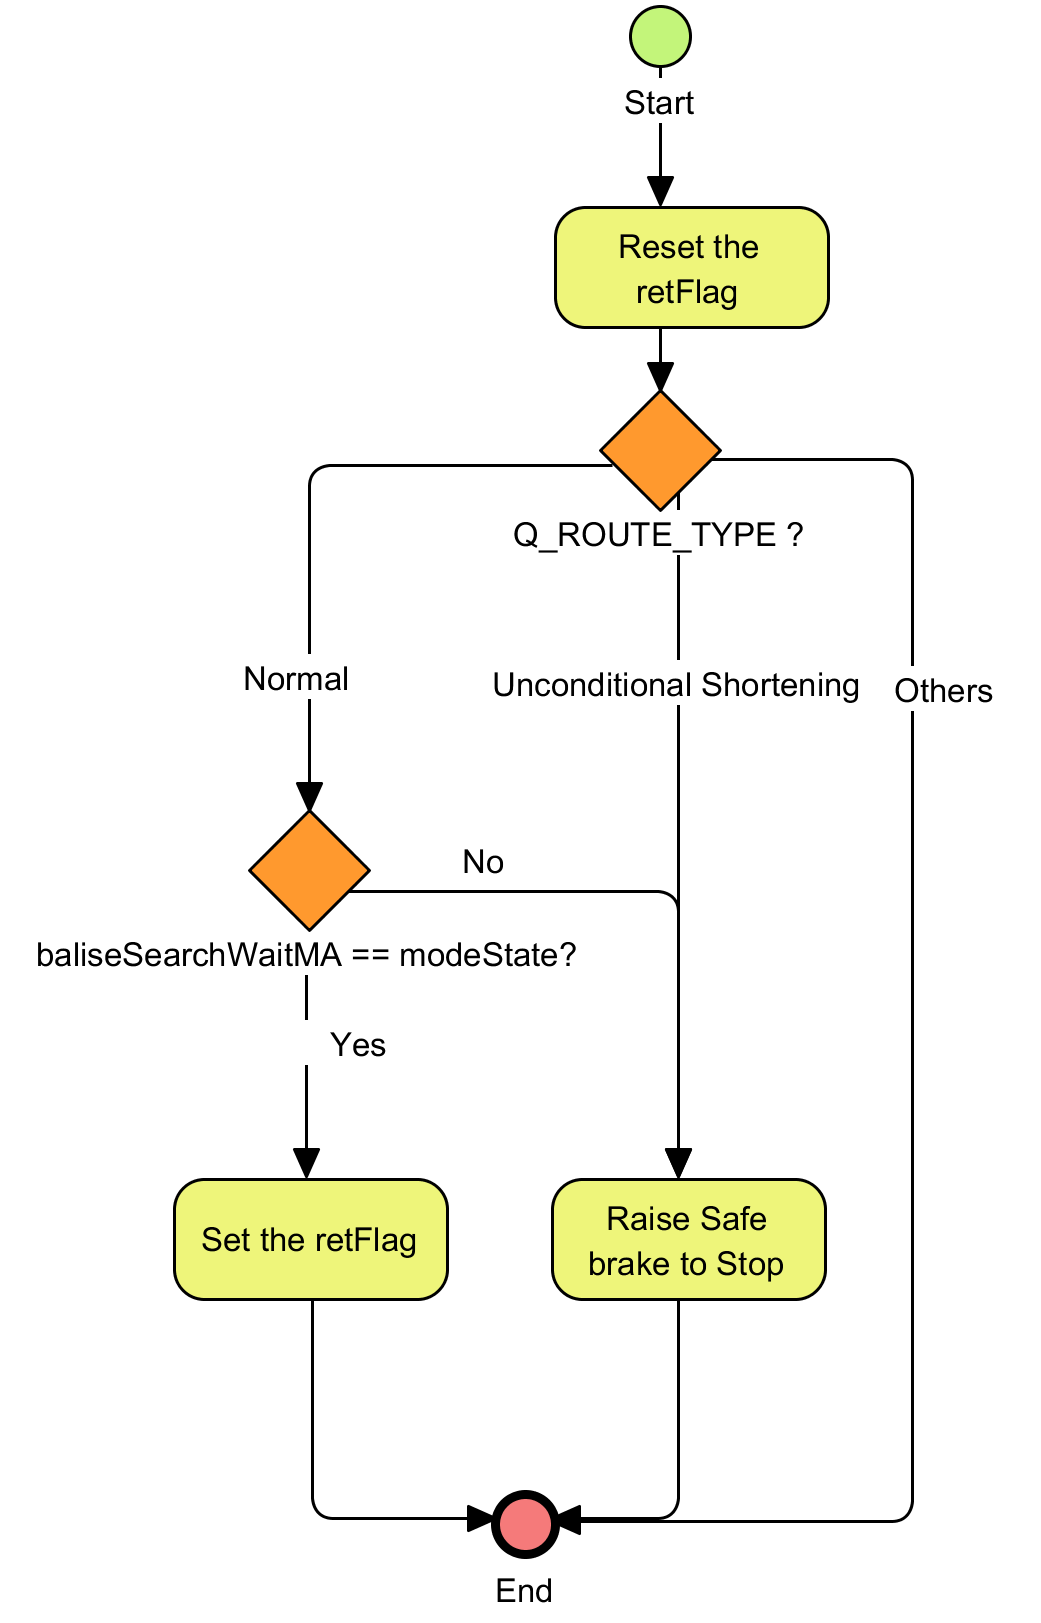 Start
Reset the
retFlag
Q_ROUTE_TYPE ?
Normal
Unconditional Shortening
Others
No
baliseSearchWaitMA == modeState?
Yes
Set the retFlag
Raise Safe
brake to Stop
End